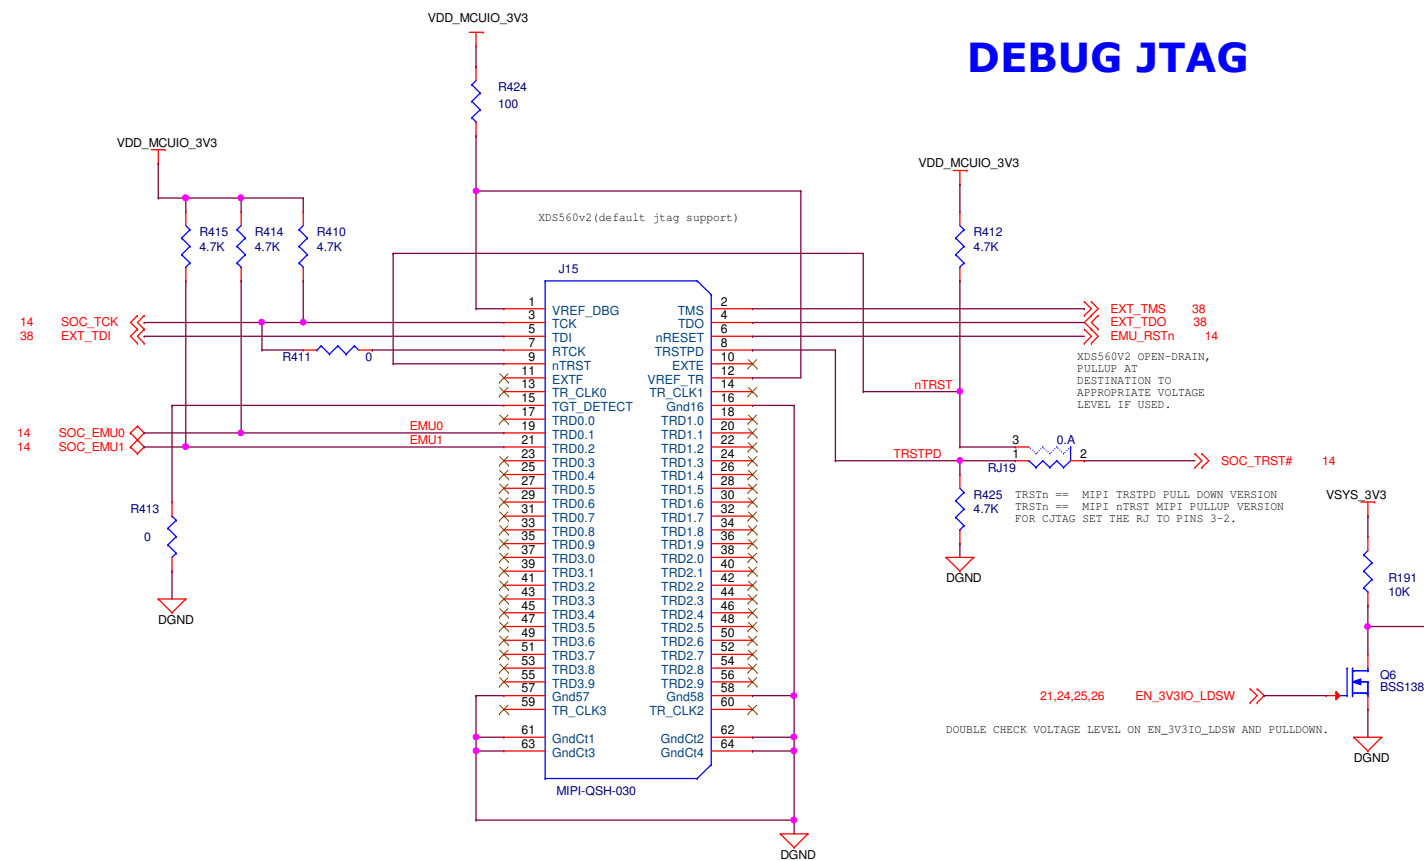 VDD_MCUIO_3V3
DEBUG JTAG
R424
100
VDD_MCUIO_3V3
VDD_MCUIO_3V3
XDS560v2(default jtag support)
R415
4.7K
R414
4.7K
R410
4.7K
R412
4.7K
J15
1 VREF_DBG TMS 2 EXT_TMS 38
14 SOC_TCK 3 TCK TDO 4 EXT_TDO 38
38 EXT_TDI 5 TDI nRESET 6 EMU_RSTn 14
R411 0 7 RTCK TRSTPD 8
9 nTRST EXTE 10
11 EXTF VREF_TR 12
13 TR_CLK0 TR_CLK1 14
15 TGT_DETECT Gnd16 16
17 TRD0.0 TRD1.0 18
14 SOC_EMU0 EMU0 19 TRD0.1 TRD1.1 20
14 SOC_EMU1 EMU1 21 TRD0.2 TRD1.2 22
23 TRD0.3 TRD1.3 24
25 TRD0.4 TRD1.4 26
27 TRD0.5 TRD1.5 28
29 TRD0.6 TRD1.6 30
31 TRD0.7 TRD1.7 32
33 TRD0.8 TRD1.8 34
35 TRD0.9 TRD1.9 36
37 TRD3.0 TRD2.0 38
39 TRD3.1 TRD2.1 40
41 TRD3.2 TRD2.2 42
43 TRD3.3 TRD2.3 44
45 TRD3.4 TRD2.4 46
47 TRD3.5 TRD2.5 48
49 TRD3.6 TRD2.6 50
51 TRD3.7 TRD2.7 52
53 TRD3.8 TRD2.8 54
55 TRD3.9 TRD2.9 56
57 Gnd57 Gnd58 58
59 TR_CLK3 TR_CLK2 60
61 GndCt1 GndCt2 62
63 GndCt3 GndCt4 64
MIPI-QSH-030
DGND
R413
0
DGND
XDS560V2 OPEN-DRAIN,
PULLUP AT
DESTINATION TO
APPROPRIATE VOLTAGE
LEVEL IF USED.
nTRST
TRSTPD
3 0.A
1 2
RJ19
SOC_TRST# 14
R425
4.7K
DGND
TRSTn == MIPI TRSTPD PULL DOWN VERSION
TRSTn == MIPI nTRST MIPI PULLUP VERSION
FOR CJTAG SET THE RJ TO PINS 3-2.
VSYS_3V3
R191
10K
Q6
BSS138
21,24,25,26 EN_3V3IO_LDSW
DOUBLE CHECK VOLTAGE LEVEL ON EN_3V3IO_LDSW AND PULLDOWN.
DGND